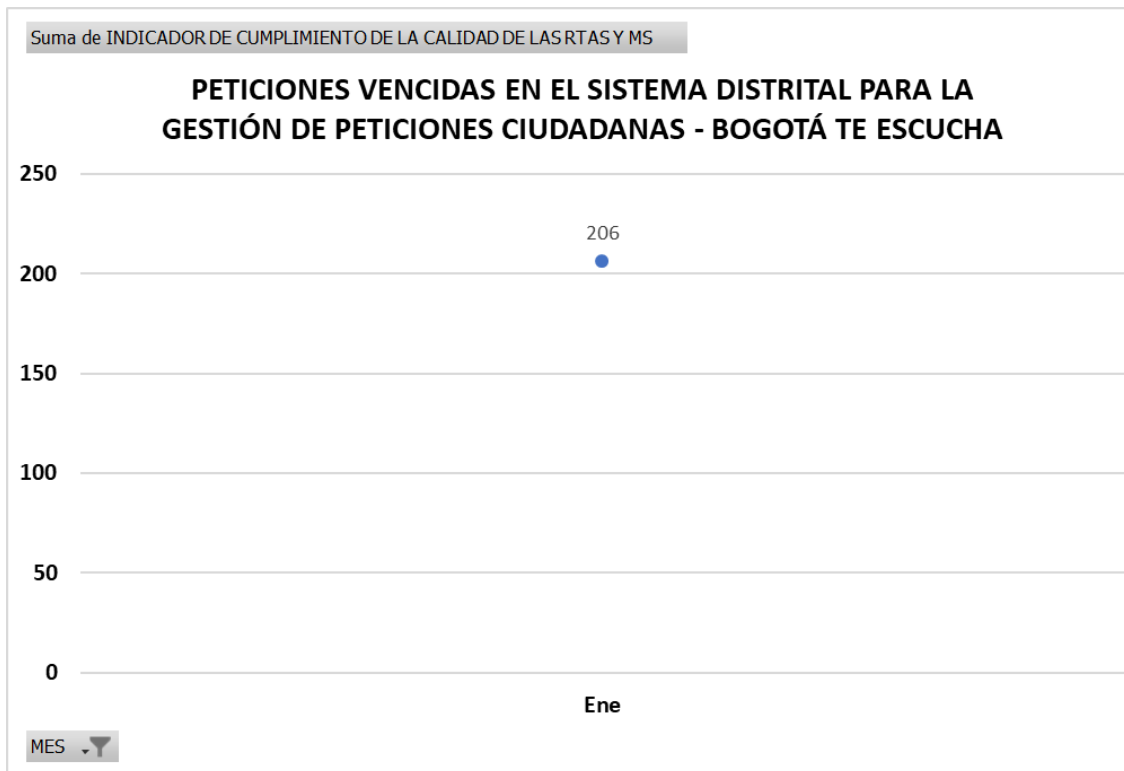 Suma de INDICADOR DE CUMPLIMIENTO DE LA CALIDAD DE LAS RTAS Y MS
PETICIONES VENCIDAS EN EL SISTEMA DISTRITAL PARA LA
GESTIÓN DE PETICIONES CIUDADANAS - BOGOTÁ TE ESCUCHA
250
206
200
150
100
50
0
Ene
MES